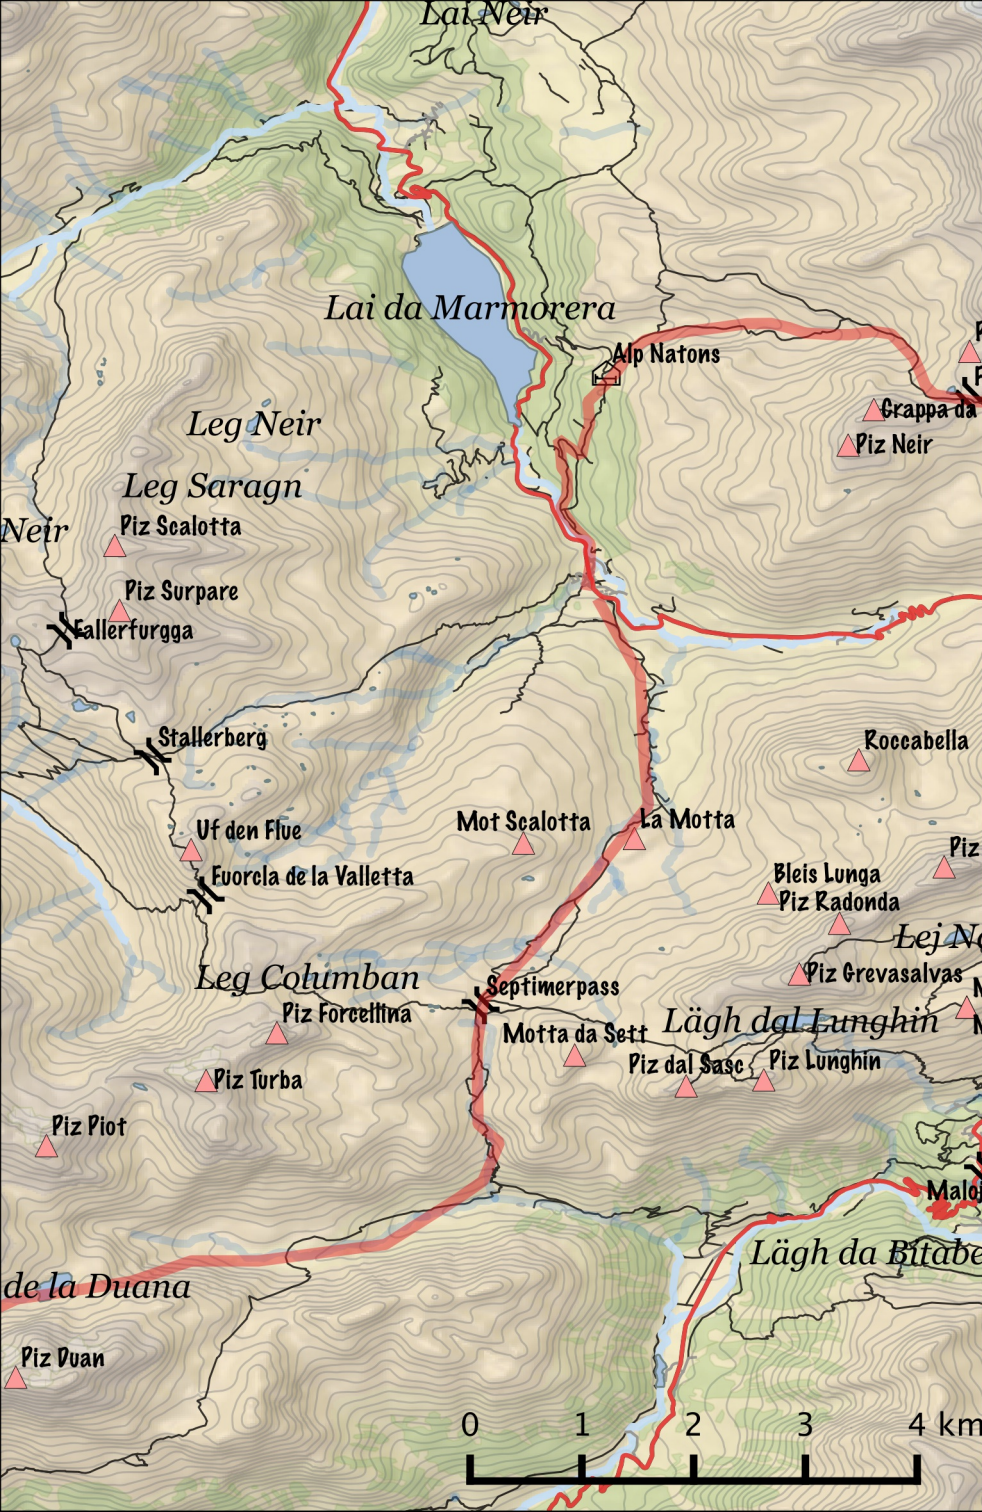 Lai Neir
Lai da Marmorera
Alp Natons
P
P
Crappa da
Piz Neir
Leg Neir
Leg Saragn
Neir
Piz Scalotta
Piz Surpare
Fallerfurgga
Stallerberg
Roccabella
Uf den Flue
Mot Scalotta
La Motta
Piz
Fuorcla de la Valletta
Bleis Lunga
Piz Radonda
Lej Na
Leg Columban
Septimerpass
Piz Grevasalvas
Piz Forcellina
Motta da Sett
Lägh dal Lunghin
Piz dal Sasc
Piz Lunghin
Piz Turba
Piz Piot
Maloj
Lägh da Bitabe
de la Duana
Piz Duan
0 1 2 3 4 km